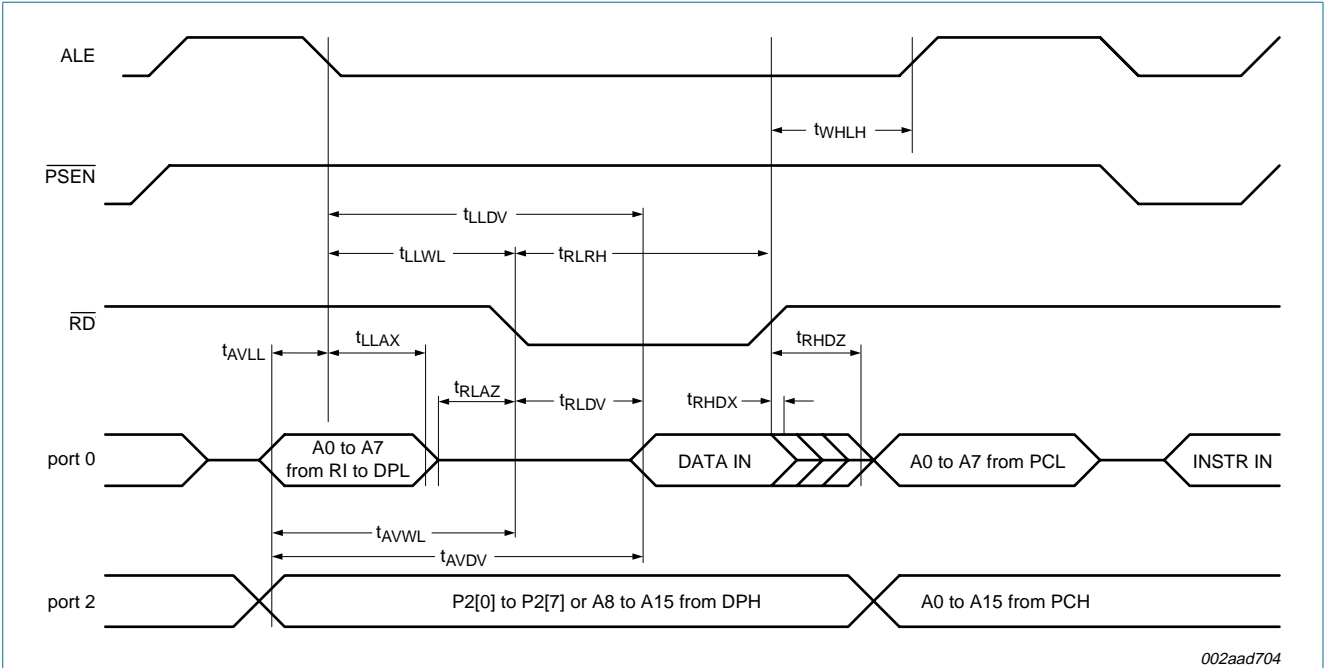 ALE
tWHLH
PSEN
tLLDV
tLLWL
tRLRH
RD
tAVLL
tLLAX
tRHDZ
tRLAZ
tRLDV
tRHDX
port 0
A0 to A7
from RI to DPL
DATA IN
A0 to A7 from PCL
INSTR IN
tAVWL
tAVDV
port 2
P2[0] to P2[7] or A8 to A15 from DPH
A0 to A15 from PCH
002aad704